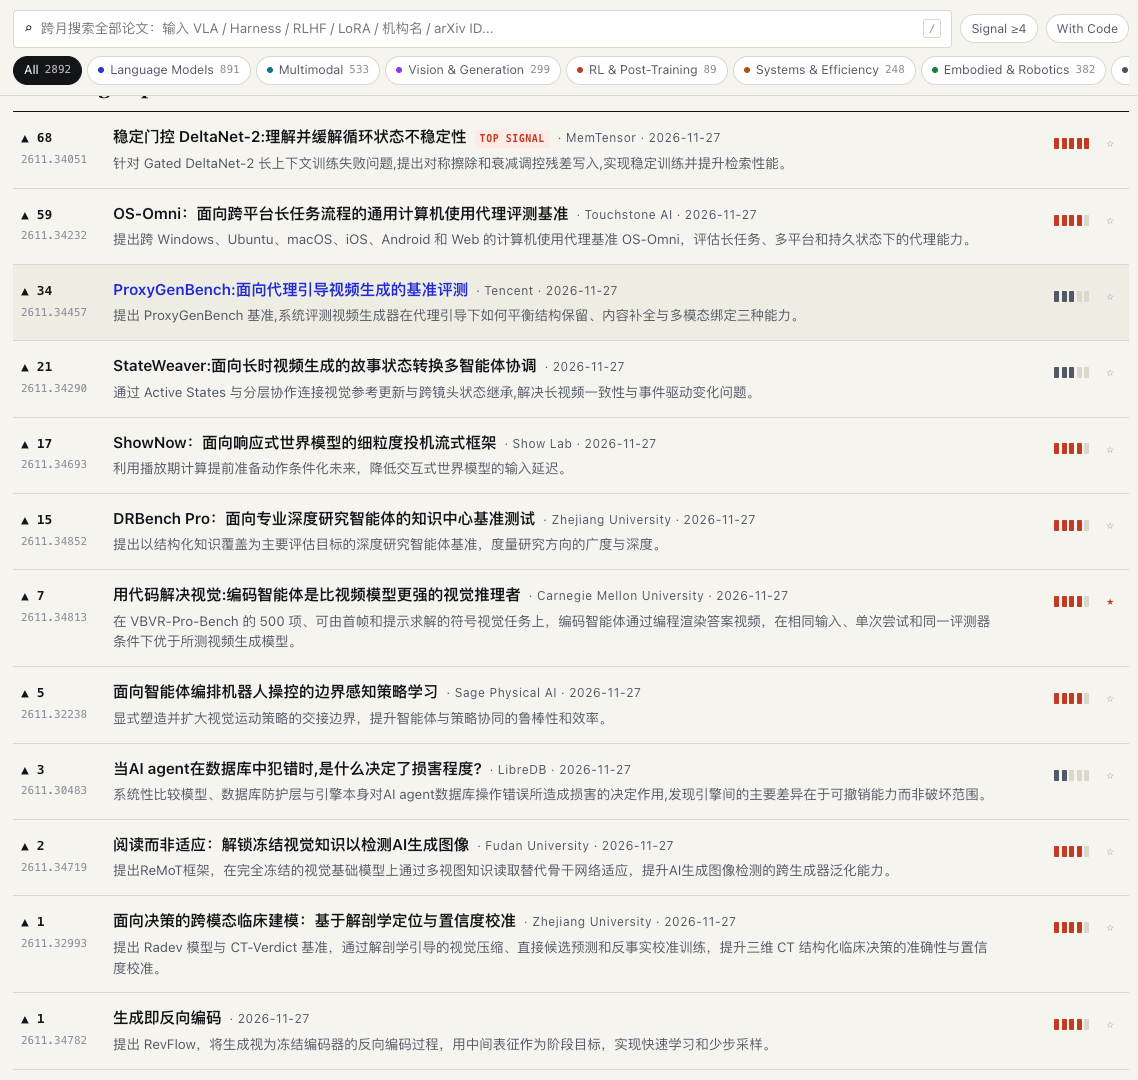 跨月搜索全部论文：输入 VLA / Harness / RLHF / LoRA / 机构名 / arXiv ID... /
Signal ≥4
With Code
All 2892
Language Models 891
Multimodal 533
Vision & Generation 299
RL & Post-Training 89
Systems & Efficiency 248
Embodied & Robotics 382
▲ 68
2611.34051
稳定门控 DeltaNet-2:理解并缓解循环状态不稳定性 TOP SIGNAL · MemTensor · 2026-11-27
针对 Gated DeltaNet-2 长上下文训练失败问题,提出对称擦除和衰减调控残差写入,实现稳定训练并提升检索性能。
▲ 59
2611.34232
OS-Omni：面向跨平台长任务流程的通用计算机使用代理评测基准 · Touchstone AI · 2026-11-27
提出跨 Windows、Ubuntu、macOS、iOS、Android 和 Web 的计算机使用代理基准 OS-Omni，评估长任务、多平台和持久状态下的代理能力。
▲ 34
2611.34457
ProxyGenBench:面向代理引导视频生成的基准评测 · Tencent · 2026-11-27
提出 ProxyGenBench 基准,系统评测视频生成器在代理引导下如何平衡结构保留、内容补全与多模态绑定三种能力。
▲ 21
2611.34290
StateWeaver:面向长时视频生成的故事状态转换多智能体协调 · 2026-11-27
通过 Active States 与分层协作连接视觉参考更新与跨镜头状态继承,解决长视频一致性与事件驱动变化问题。
▲ 17
2611.34693
ShowNow：面向响应式世界模型的细粒度投机流式框架 · Show Lab · 2026-11-27
利用播放期计算提前准备动作条件化未来，降低交互式世界模型的输入延迟。
▲ 15
2611.34852
DRBench Pro：面向专业深度研究智能体的知识中心基准测试 · Zhejiang University · 2026-11-27
提出以结构化知识覆盖为主要评估目标的深度研究智能体基准，度量研究方向的广度与深度。
▲ 7
2611.34813
用代码解决视觉:编码智能体是比视频模型更强的视觉推理者 · Carnegie Mellon University · 2026-11-27
在 VBVR-Pro-Bench 的 500 项、可由首帧和提示求解的符号视觉任务上，编码智能体通过编程渲染答案视频，在相同输入、单次尝试和同一评测器
条件下优于所测视频生成模型。
▲ 5
2611.32238
面向智能体编排机器人操控的边界感知策略学习 · Sage Physical AI · 2026-11-27
显式塑造并扩大视觉运动策略的交接边界，提升智能体与策略协同的鲁棒性和效率。
▲ 3
2611.30483
当AI agent在数据库中犯错时,是什么决定了损害程度? · LibreDB · 2026-11-27
系统性比较模型、数据库防护层与引擎本身对AI agent数据库操作错误所造成损害的决定作用,发现引擎间的主要差异在于可撤销能力而非破坏范围。
▲ 2
2611.34719
阅读而非适应：解锁冻结视觉知识以检测AI生成图像 · Fudan University · 2026-11-27
提出ReMoT框架，在完全冻结的视觉基础模型上通过多视图知识读取替代骨干网络适应，提升AI生成图像检测的跨生成器泛化能力。
▲ 1
2611.32993
面向决策的跨模态临床建模：基于解剖学定位与置信度校准 · Zhejiang University · 2026-11-27
提出 Radev 模型与 CT-Verdict 基准，通过解剖学引导的视觉压缩、直接候选预测和反事实校准训练，提升三维 CT 结构化临床决策的准确性与置信
度校准。
▲ 1
2611.34782
生成即反向编码 · 2026-11-27
提出 RevFlow，将生成视为冻结编码器的反向编码过程，用中间表征作为阶段目标，实现快速学习和少步采样。